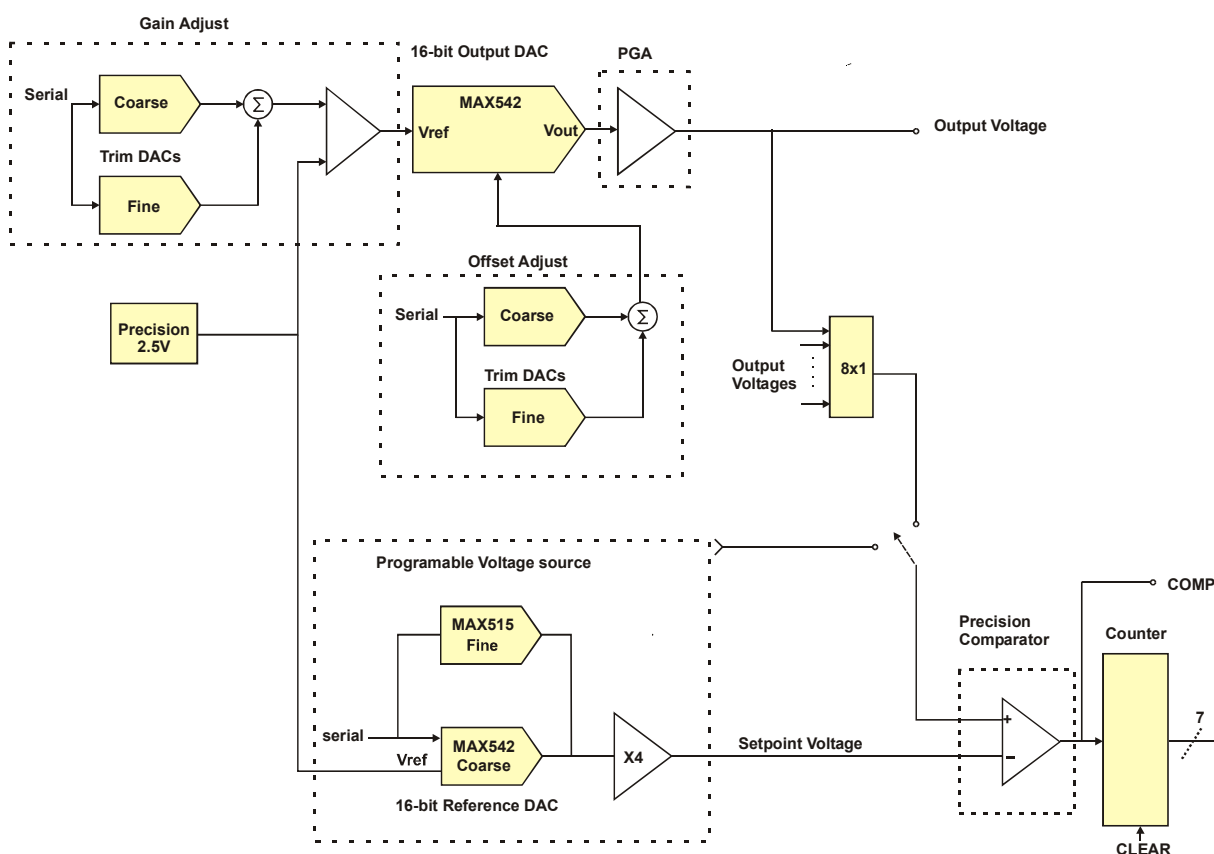 Gain Adjust
Serial
Coarse
Σ
Trim DACs
Fine
16-bit Output DAC
MAX542
Vref
Vout
PGA
Output Voltage
Offset Adjust
Serial
Coarse
Σ
Trim DACs
Fine
Precision
2.5V
Output
Voltages
8x1
Programable Voltage source
MAX515
Fine
serial
Vref
MAX542
Coarse
16-bit Reference DAC
X4
Setpoint Voltage
Precision
Comparator
+
−
COMP
Counter
7
CLEAR